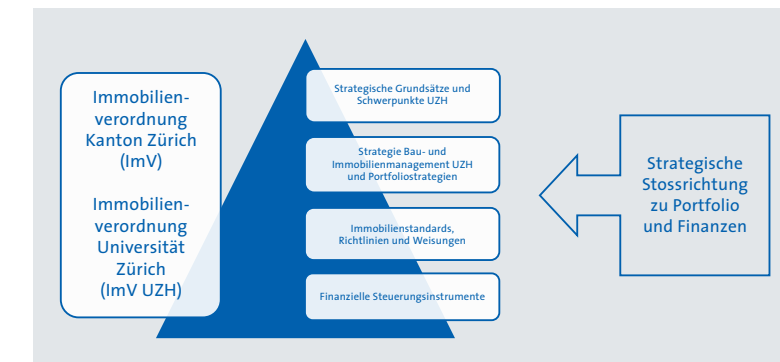 Immobilien-
verordnung
Kanton Zürich
(ImV)
Immobilien-
verordnung
Universität
Zürich
(ImV UZH)
Strategische Grundsätze und
Schwerpunkte UZH
Strategie Bau- und
Immobilienmanagement UZH
und Portfoliostrategien
Immobilienstandards,
Richtlinien und Weisungen
Finanzielle Steuerungsinstrumente
Strategische
Stossrichtung
zu Portfolio
und Finanzen